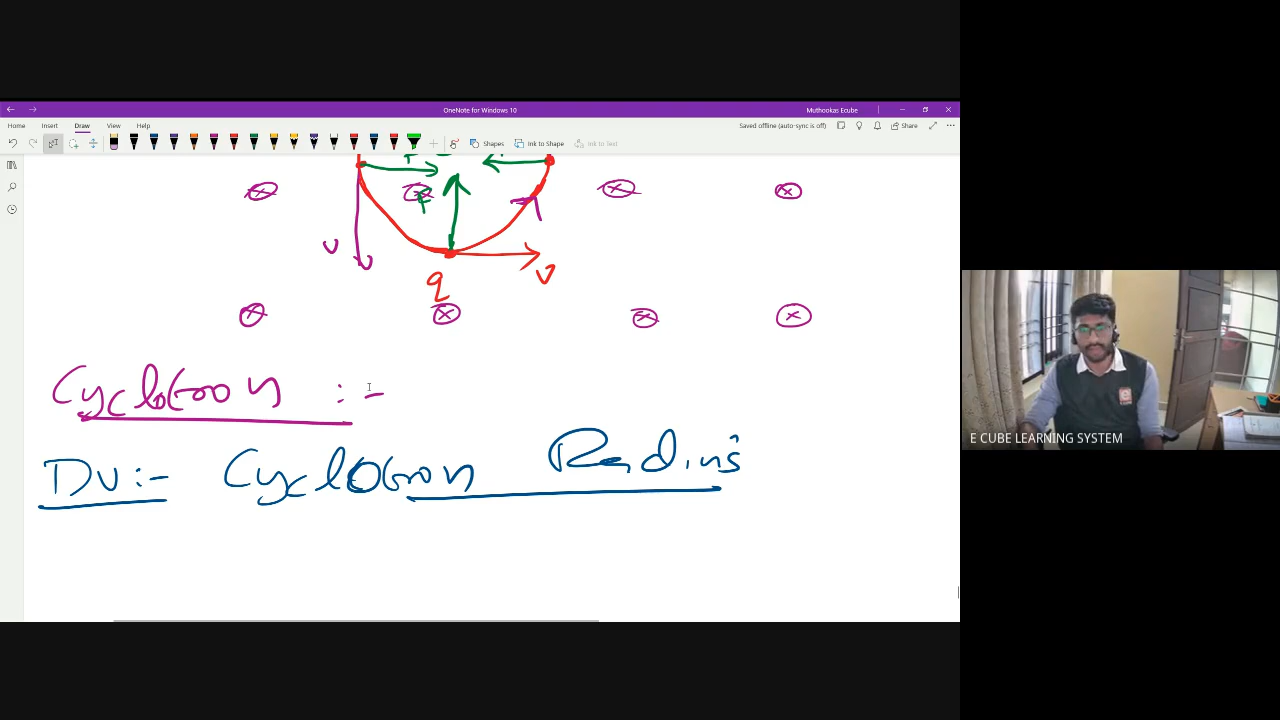 OneNote for Windows 10
Muthookas Ecube
Home Insert Draw View Help
Saved offline (auto-sync is off)
Share
Shapes
Ink to Shape
Ink to Text
F
v
q
v
Cyclotron :-
Dv:- Cyclotron Radius
E CUBE LEARNING SYSTEM